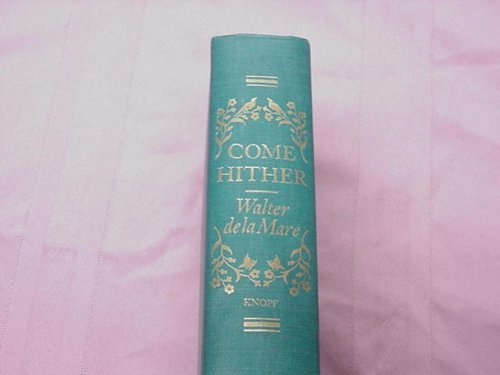 COME
HITHER
Walter
de la Mare
KNOPF